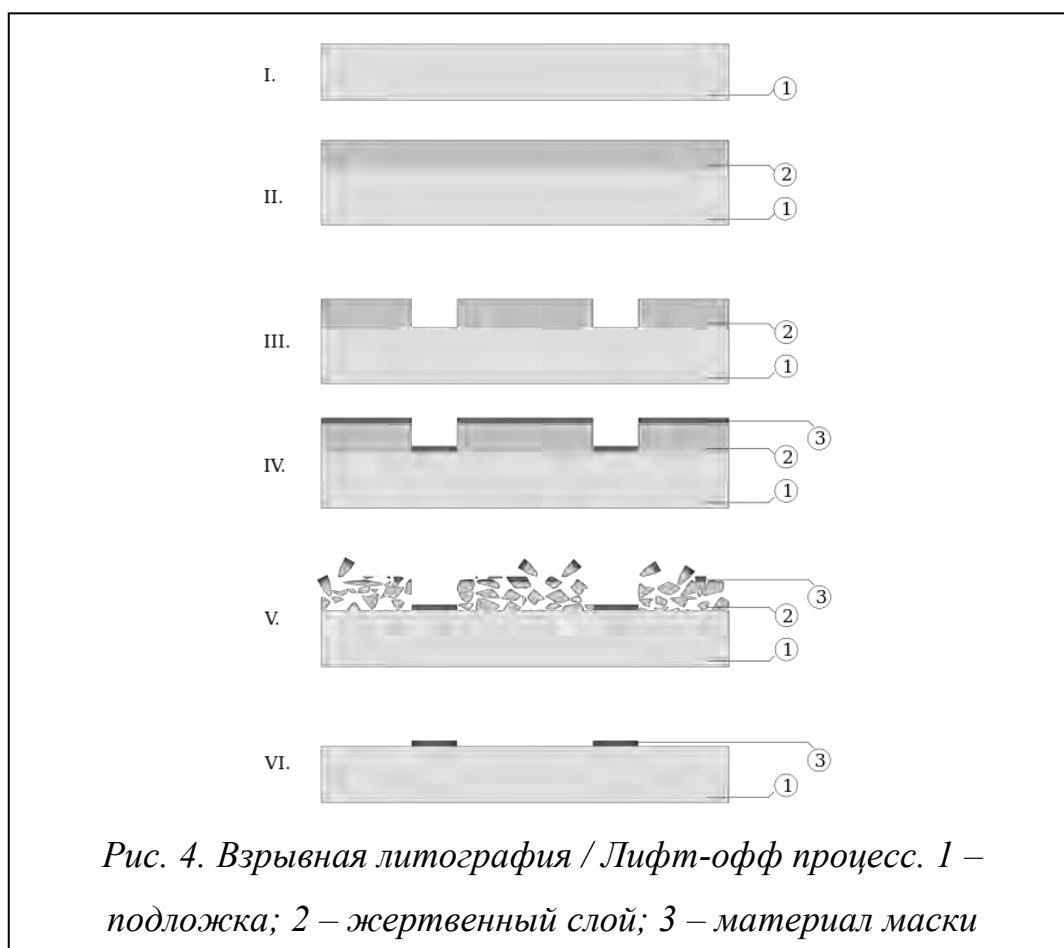 I.
1
II.
2
1
III.
2
1
IV.
3
2
1
V.
3
2
1
VI.
3
1
Рис. 4. Взрывная литография / Лифт-офф процесс. 1 –
подложка; 2 – жертвенный слой; 3 – материал маски